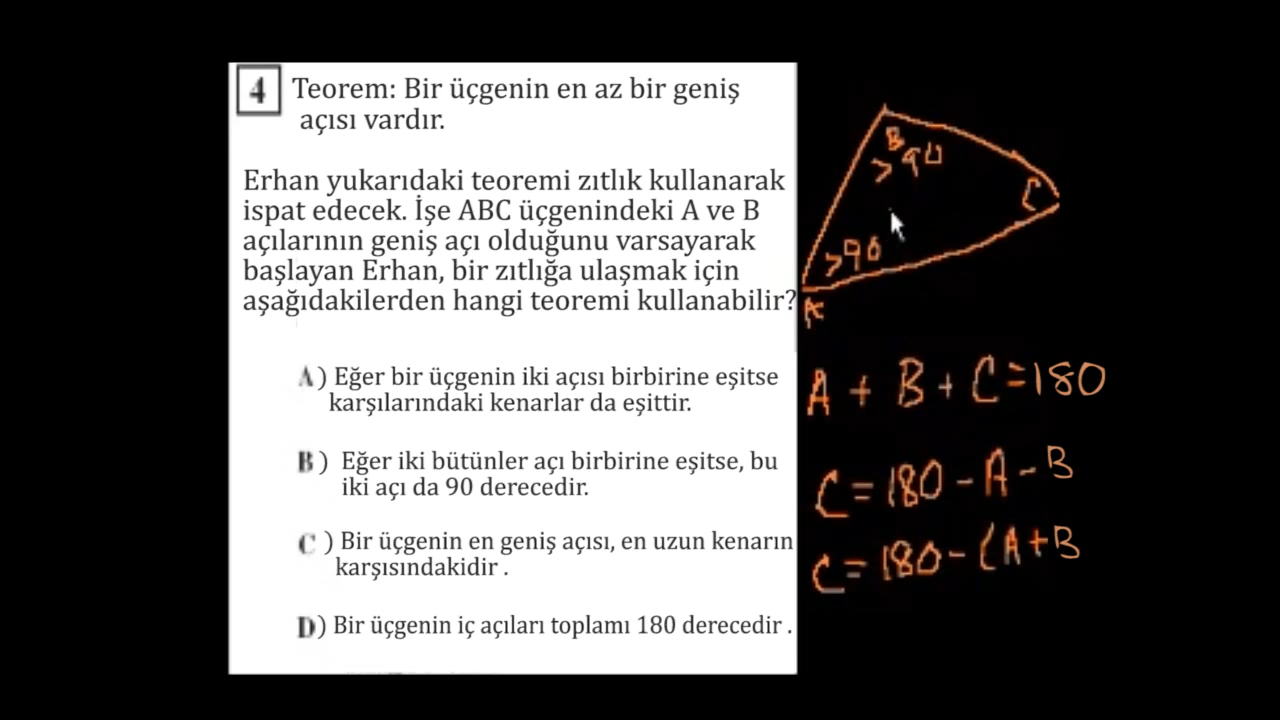 4 Teorem: Bir üçgenin en az bir geniş
açısı vardır.
Erhan yukarıdaki teoremi zıtlık kullanarak
ispat edecek. İşe ABC üçgenindeki A ve B
açılarının geniş açı olduğunu varsayarak
başlayan Erhan, bir zıtlığa ulaşmak için
aşağıdakilerden hangi teoremi kullanabilir?
A) Eğer bir üçgenin iki açısı birbirine eşitse
karşılarındaki kenarlar da eşittir.
B) Eğer iki bütünler açı birbirine eşitse, bu
iki açı da 90 derecedir.
C) Bir üçgenin en geniş açısı, en uzun kenarın
karşısındakidir .
D) Bir üçgenin iç açıları toplamı 180 derecedir .
B
>90
C
>90
A
A + B + C = 180
C = 180 - A - B
C = 180 - (A + B